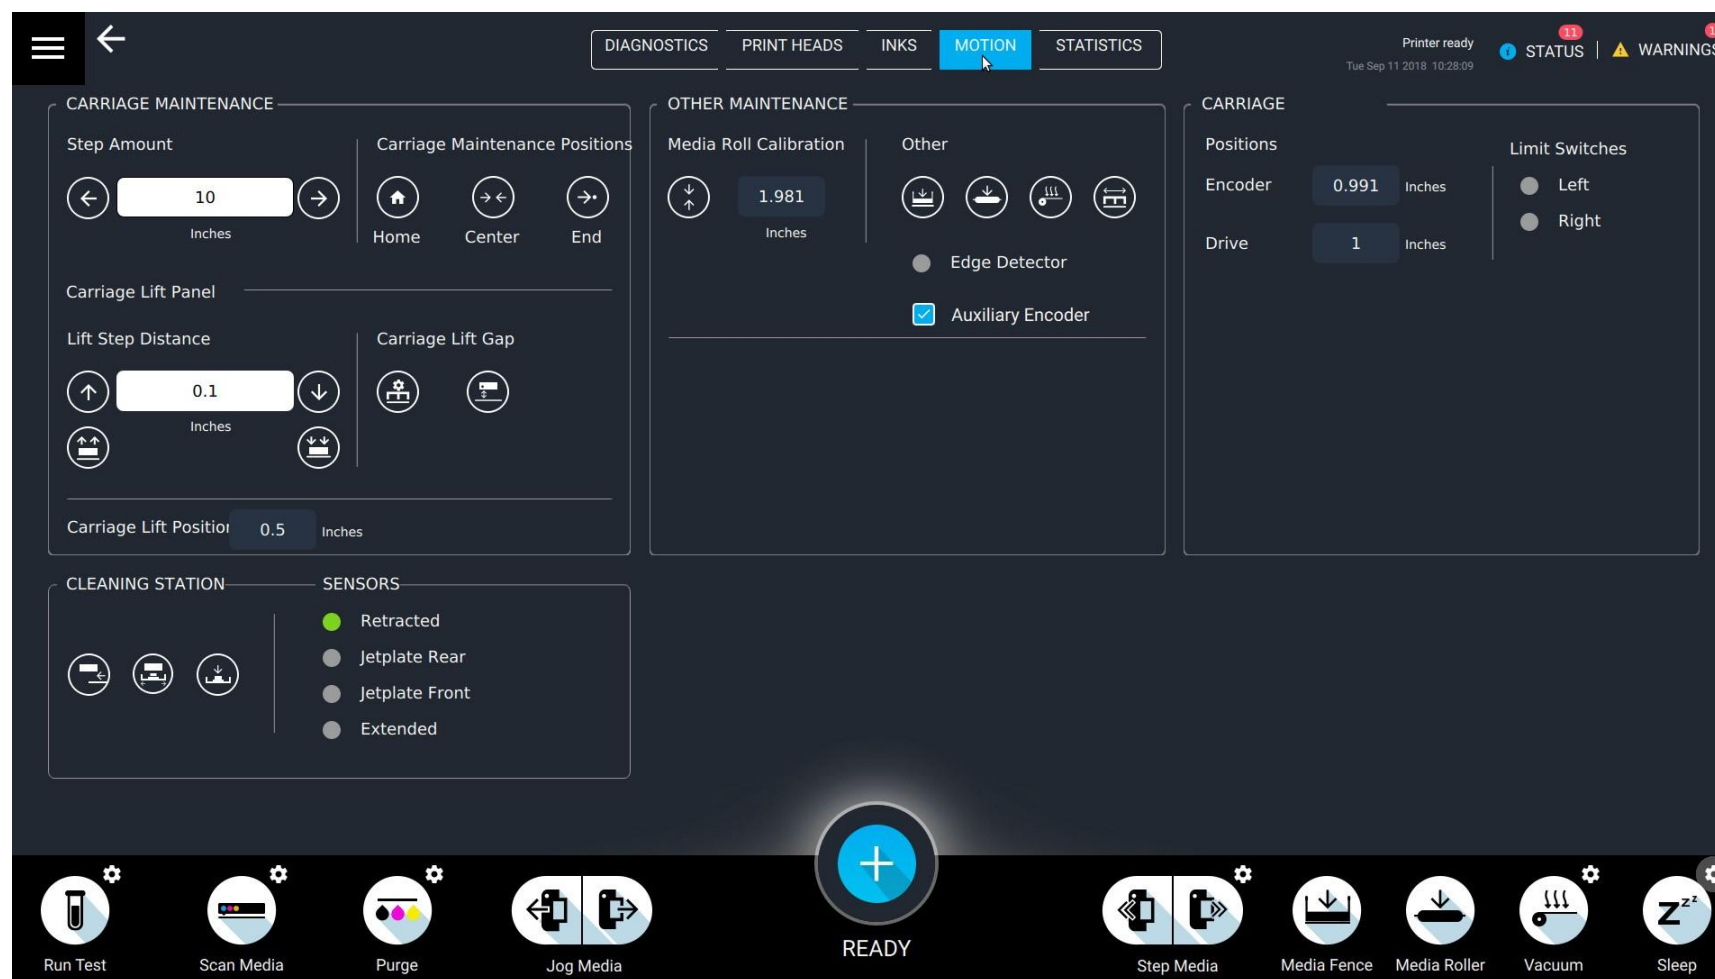 DIAGNOSTICS PRINT HEADS INKS MOTION STATISTICS
Printer ready
Tue Sep 11 2018 10:28:09
11
STATUS
WARNINGS
CARRIAGE MAINTENANCE
Step Amount
10
Inches
Carriage Maintenance Positions
Home Center End
Carriage Lift Panel
Lift Step Distance
0.1
Inches
Carriage Lift Gap
Carriage Lift Position 0.5 Inches
OTHER MAINTENANCE
Media Roll Calibration
1.981
Inches
Other
Edge Detector
Auxiliary Encoder
CARRIAGE
Positions
Encoder 0.991 Inches
Drive 1 Inches
Limit Switches
Left
Right
CLEANING STATION
SENSORS
Retracted
Jetplate Rear
Jetplate Front
Extended
READY
Run Test Scan Media Purge Jog Media Step Media Media Fence Media Roller Vacuum Sleep